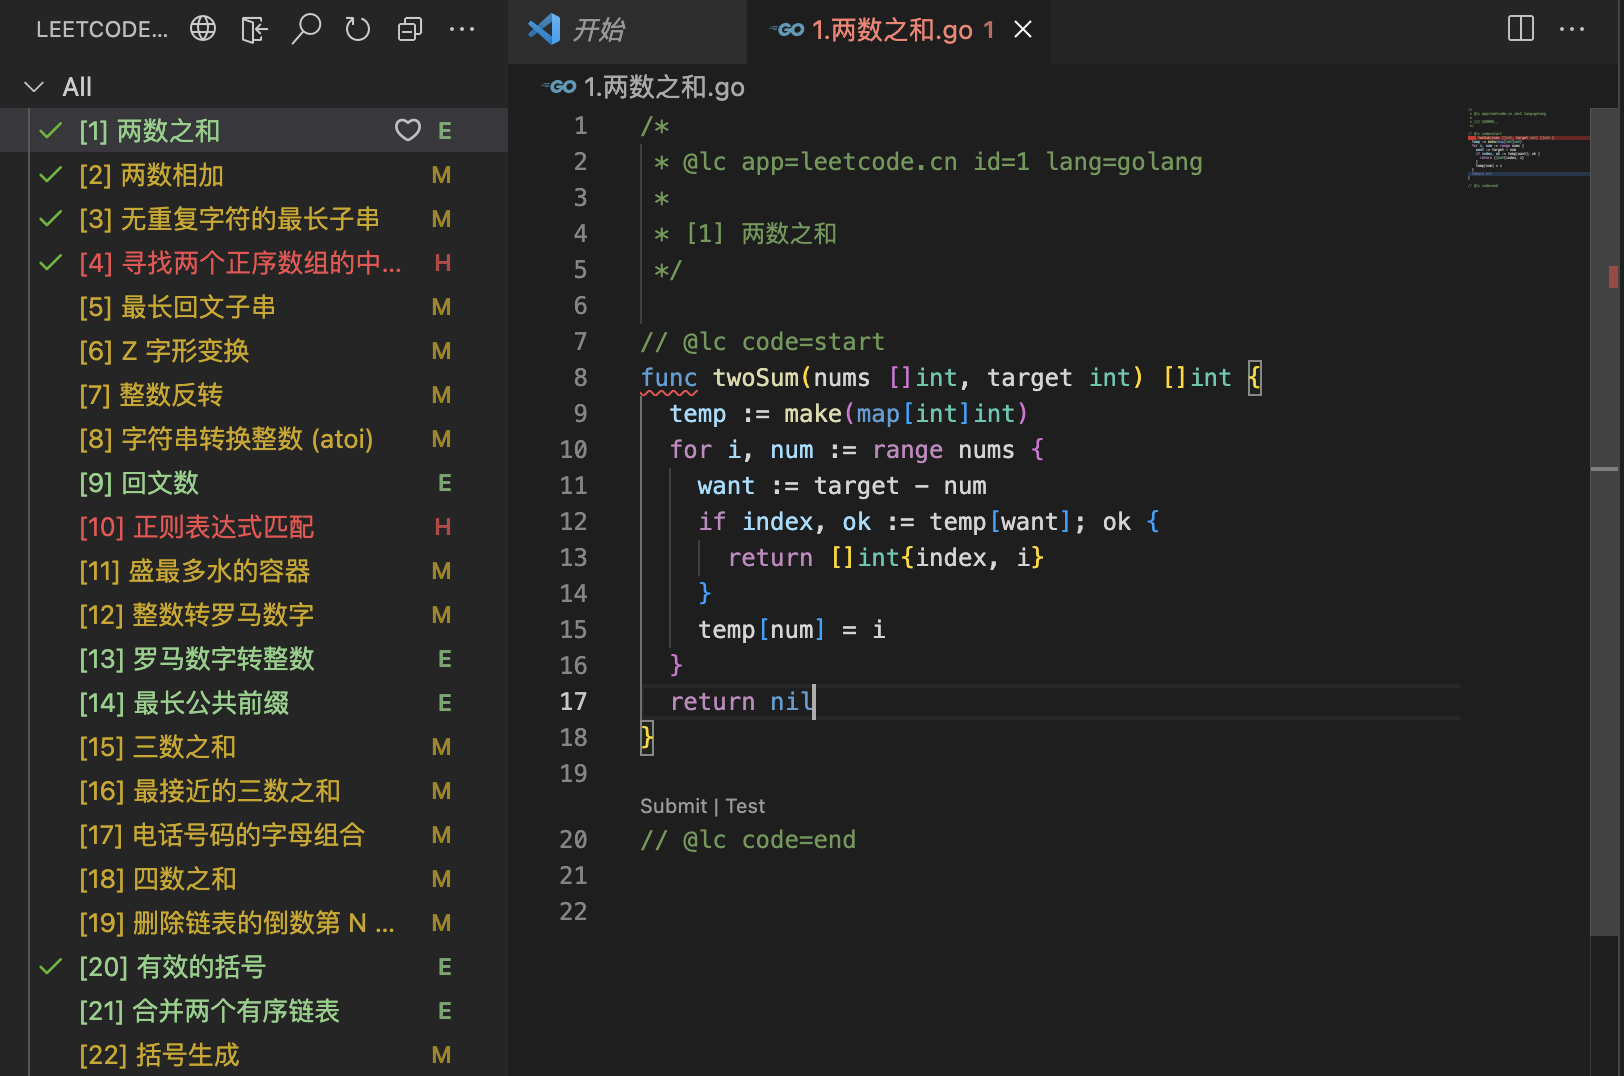 LEETCODE...
All
[1] 两数之和 E
[2] 两数相加 M
[3] 无重复字符的最长子串 M
[4] 寻找两个正序数组的中... H
[5] 最长回文子串 M
[6] Z 字形变换 M
[7] 整数反转 M
[8] 字符串转换整数 (atoi) M
[9] 回文数 E
[10] 正则表达式匹配 H
[11] 盛最多水的容器 M
[12] 整数转罗马数字 M
[13] 罗马数字转整数 E
[14] 最长公共前缀 E
[15] 三数之和 M
[16] 最接近的三数之和 M
[17] 电话号码的字母组合 M
[18] 四数之和 M
[19] 删除链表的倒数第 N ... M
[20] 有效的括号 E
[21] 合并两个有序链表 E
[22] 括号生成 M
开始
GO 1.两数之和.go 1
GO 1.两数之和.go
1 /*
2 * @lc app=leetcode.cn id=1 lang=golang
3 *
4 * [1] 两数之和
5 */
6
7 // @lc code=start
8 func twoSum(nums []int, target int) []int {
9 temp := make(map[int]int)
10 for i, num := range nums {
11 want := target - num
12 if index, ok := temp[want]; ok {
13 return []int{index, i}
14 }
15 temp[num] = i
16 }
17 return nil
18 }
19
Submit | Test
20 // @lc code=end
21
22